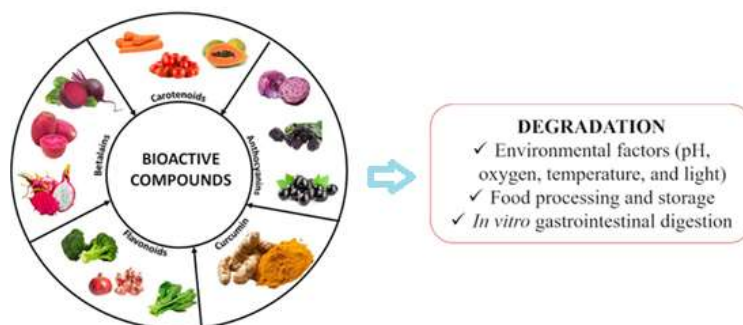 Carotenoids
Betalains
BIOACTIVE
COMPOUNDS
Anthocyanins
Flavonoids
Curcumin
DEGRADATION
✓ Environmental factors (pH,
oxygen, temperature, and light)
✓ Food processing and storage
✓ In vitro gastrointestinal digestion